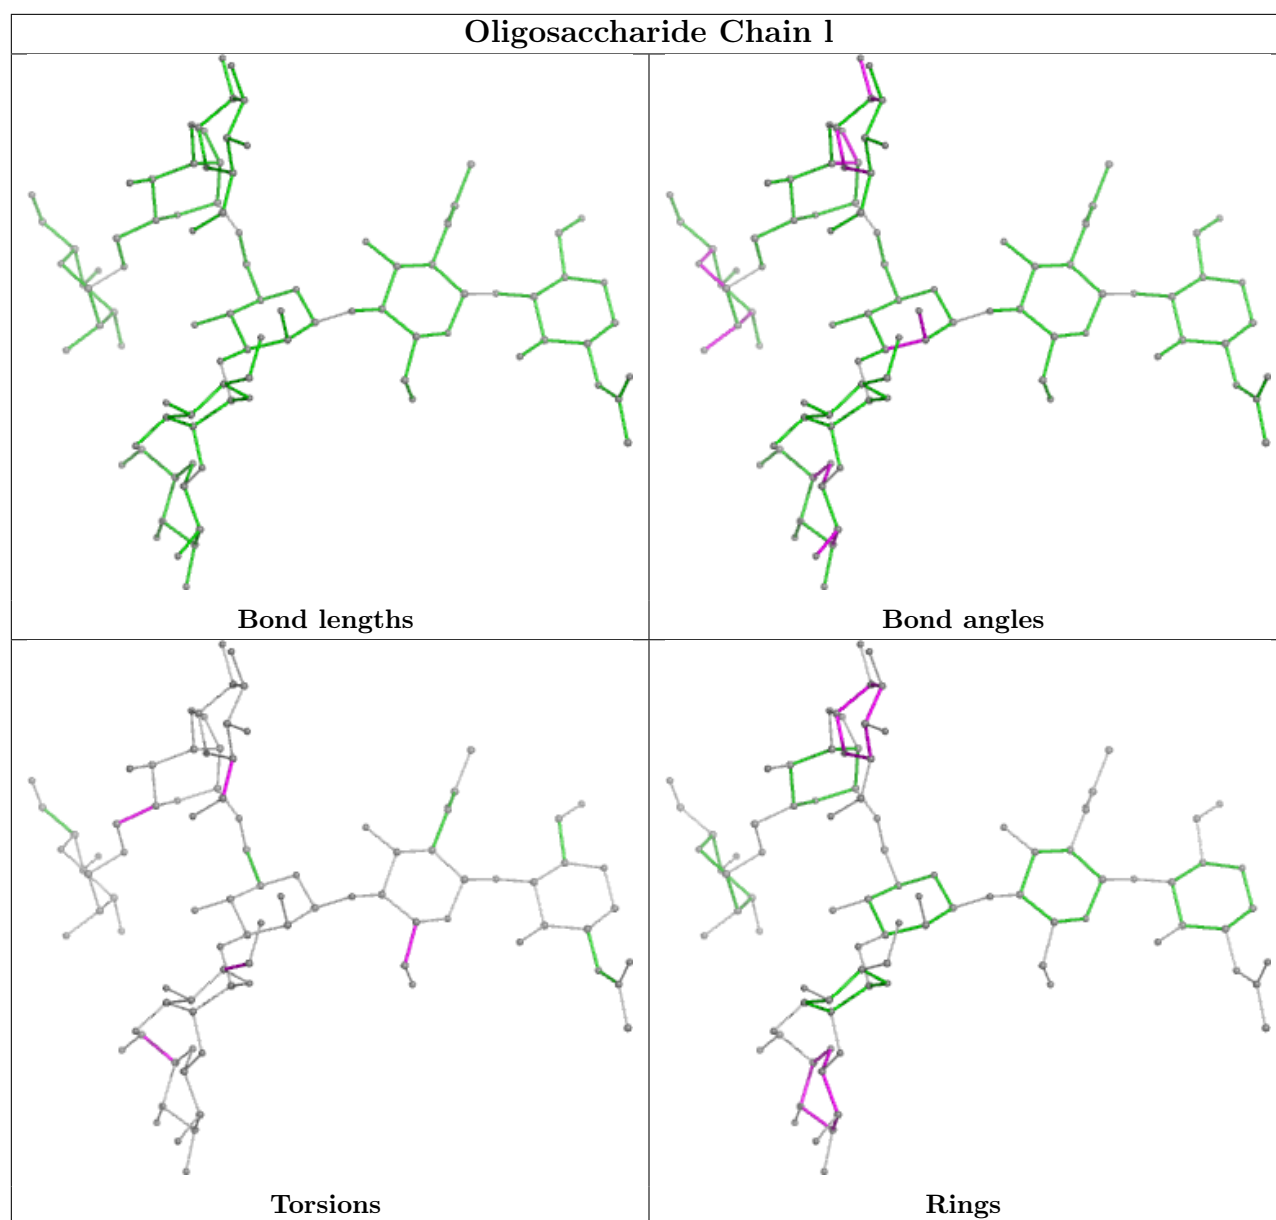 Oligosaccharide Chain l
Bond lengths
Bond angles
Torsions
Rings